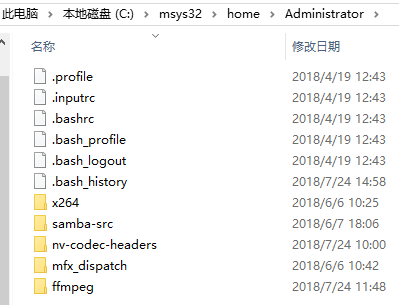 此电脑 › 本地磁盘 (C:) › msys32 › home › Administrator ›
名称 修改日期
.profile 2018/4/19 12:43
.inputrc 2018/4/19 12:43
.bashrc 2018/4/19 12:43
.bash_profile 2018/4/19 12:43
.bash_logout 2018/4/19 12:43
.bash_history 2018/7/24 14:58
x264 2018/6/6 10:25
samba-src 2018/6/7 18:06
nv-codec-headers 2018/7/24 10:00
mfx_dispatch 2018/6/6 10:42
ffmpeg 2018/7/24 11:48